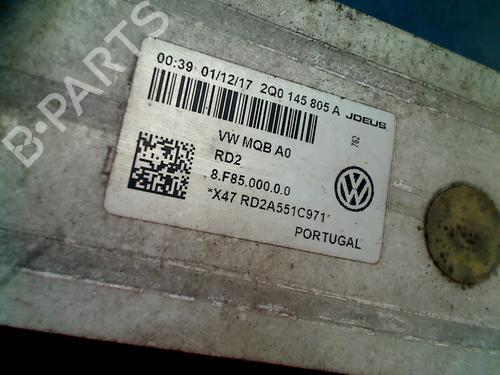 B-PARTS
00:39 01/12/17 2Q0 145 805 A JDEUS
VW MQB A0
762
RD2
8.F85.000.0.0
*X47 RD2A551C971*
PORTUGAL